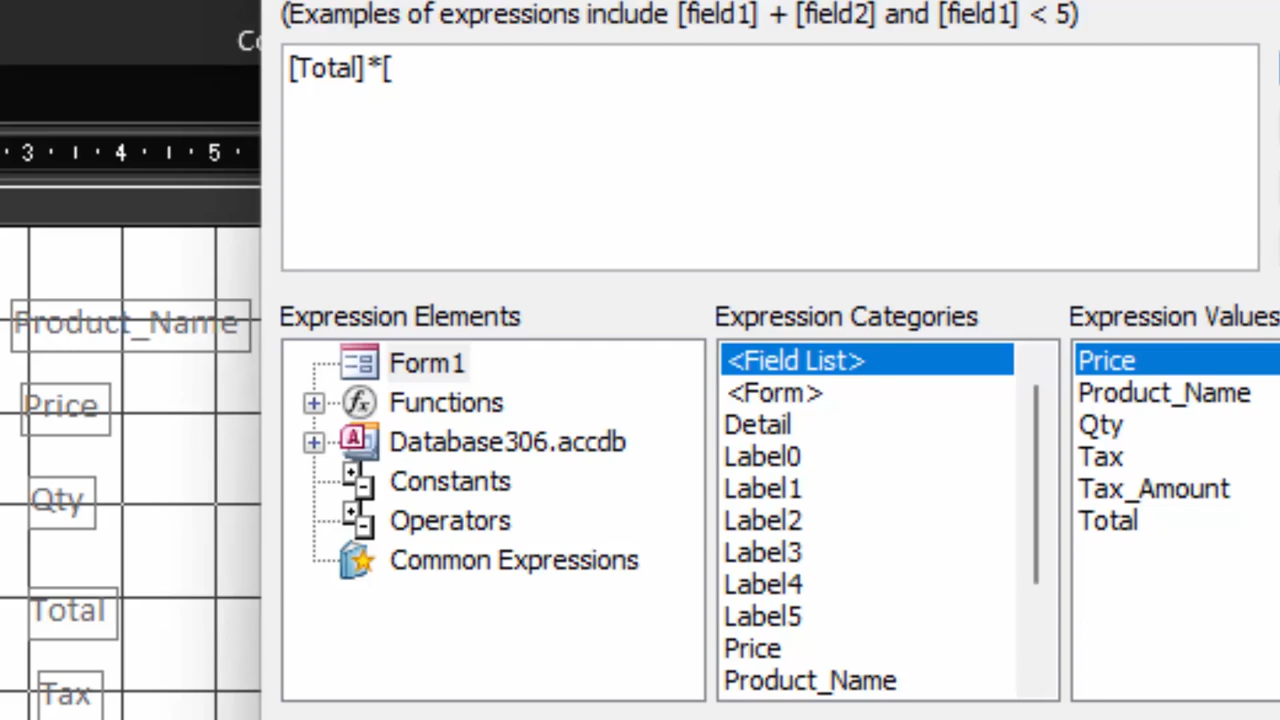 (Examples of expressions include [field1] + [field2] and [field1] < 5)
[Total]*[
3 4 5
Product_Name
Price
Qty
Total
Tax
Expression Elements
Form1
Functions
Database306.accdb
Constants
Operators
Common Expressions
Expression Categories
<Field List>
<Form>
Detail
Label0
Label1
Label2
Label3
Label4
Label5
Price
Product_Name
Expression Values
Price
Product_Name
Qty
Tax
Tax_Amount
Total